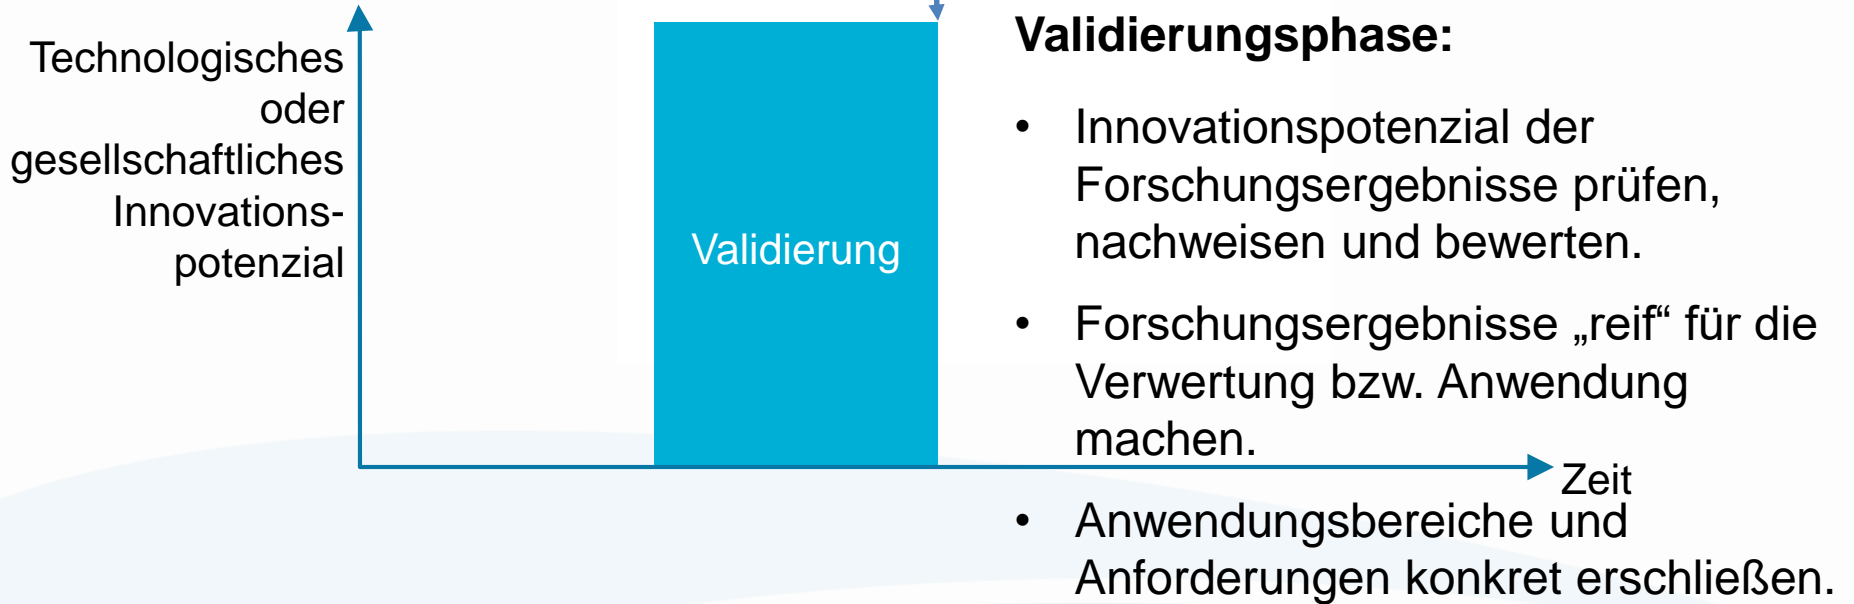 Technologisches
oder
gesellschaftliches
Innovations-
potenzial
Validierung
Zeit
Validierungsphase:
• Innovationspotenzial der
Forschungsergebnisse prüfen,
nachweisen und bewerten.
• Forschungsergebnisse „reif“ für die
Verwertung bzw. Anwendung
machen.
• Anwendungsbereiche und
Anforderungen konkret erschließen.